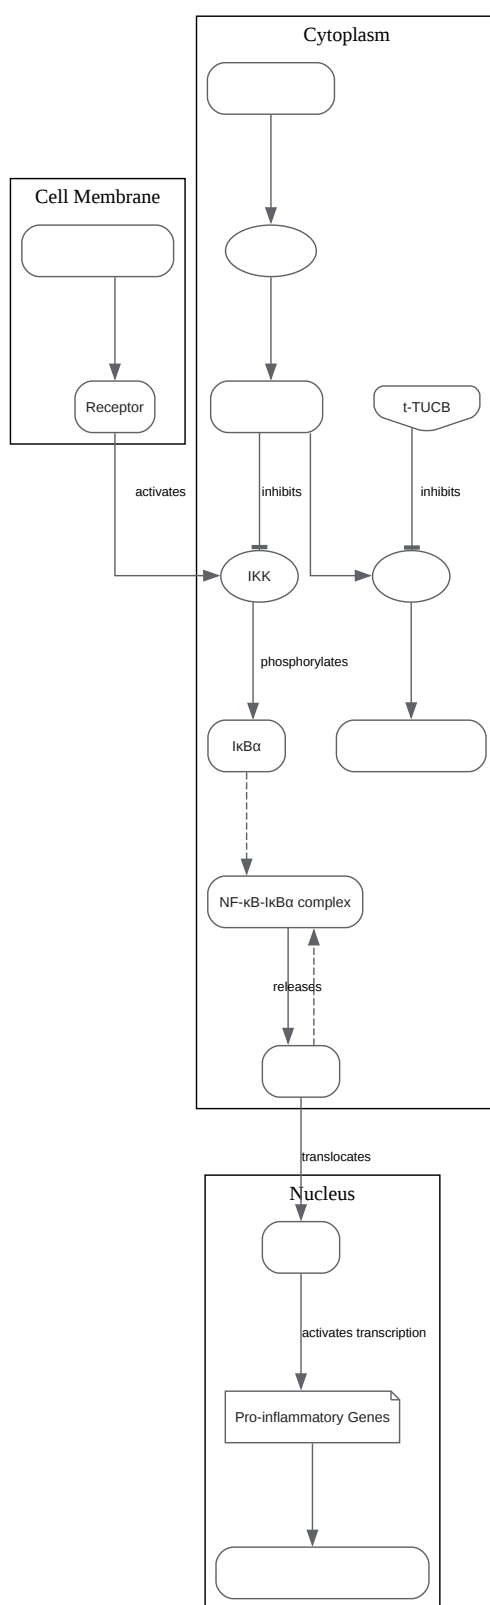 Cytoplasm
Cell Membrane
Receptor
t-TUCB
activates
inhibits
inhibits
IKK
phosphorylates
IκBα
NF-κB-IκBα complex
releases
translocates
Nucleus
activates transcription
Pro-inflammatory Genes